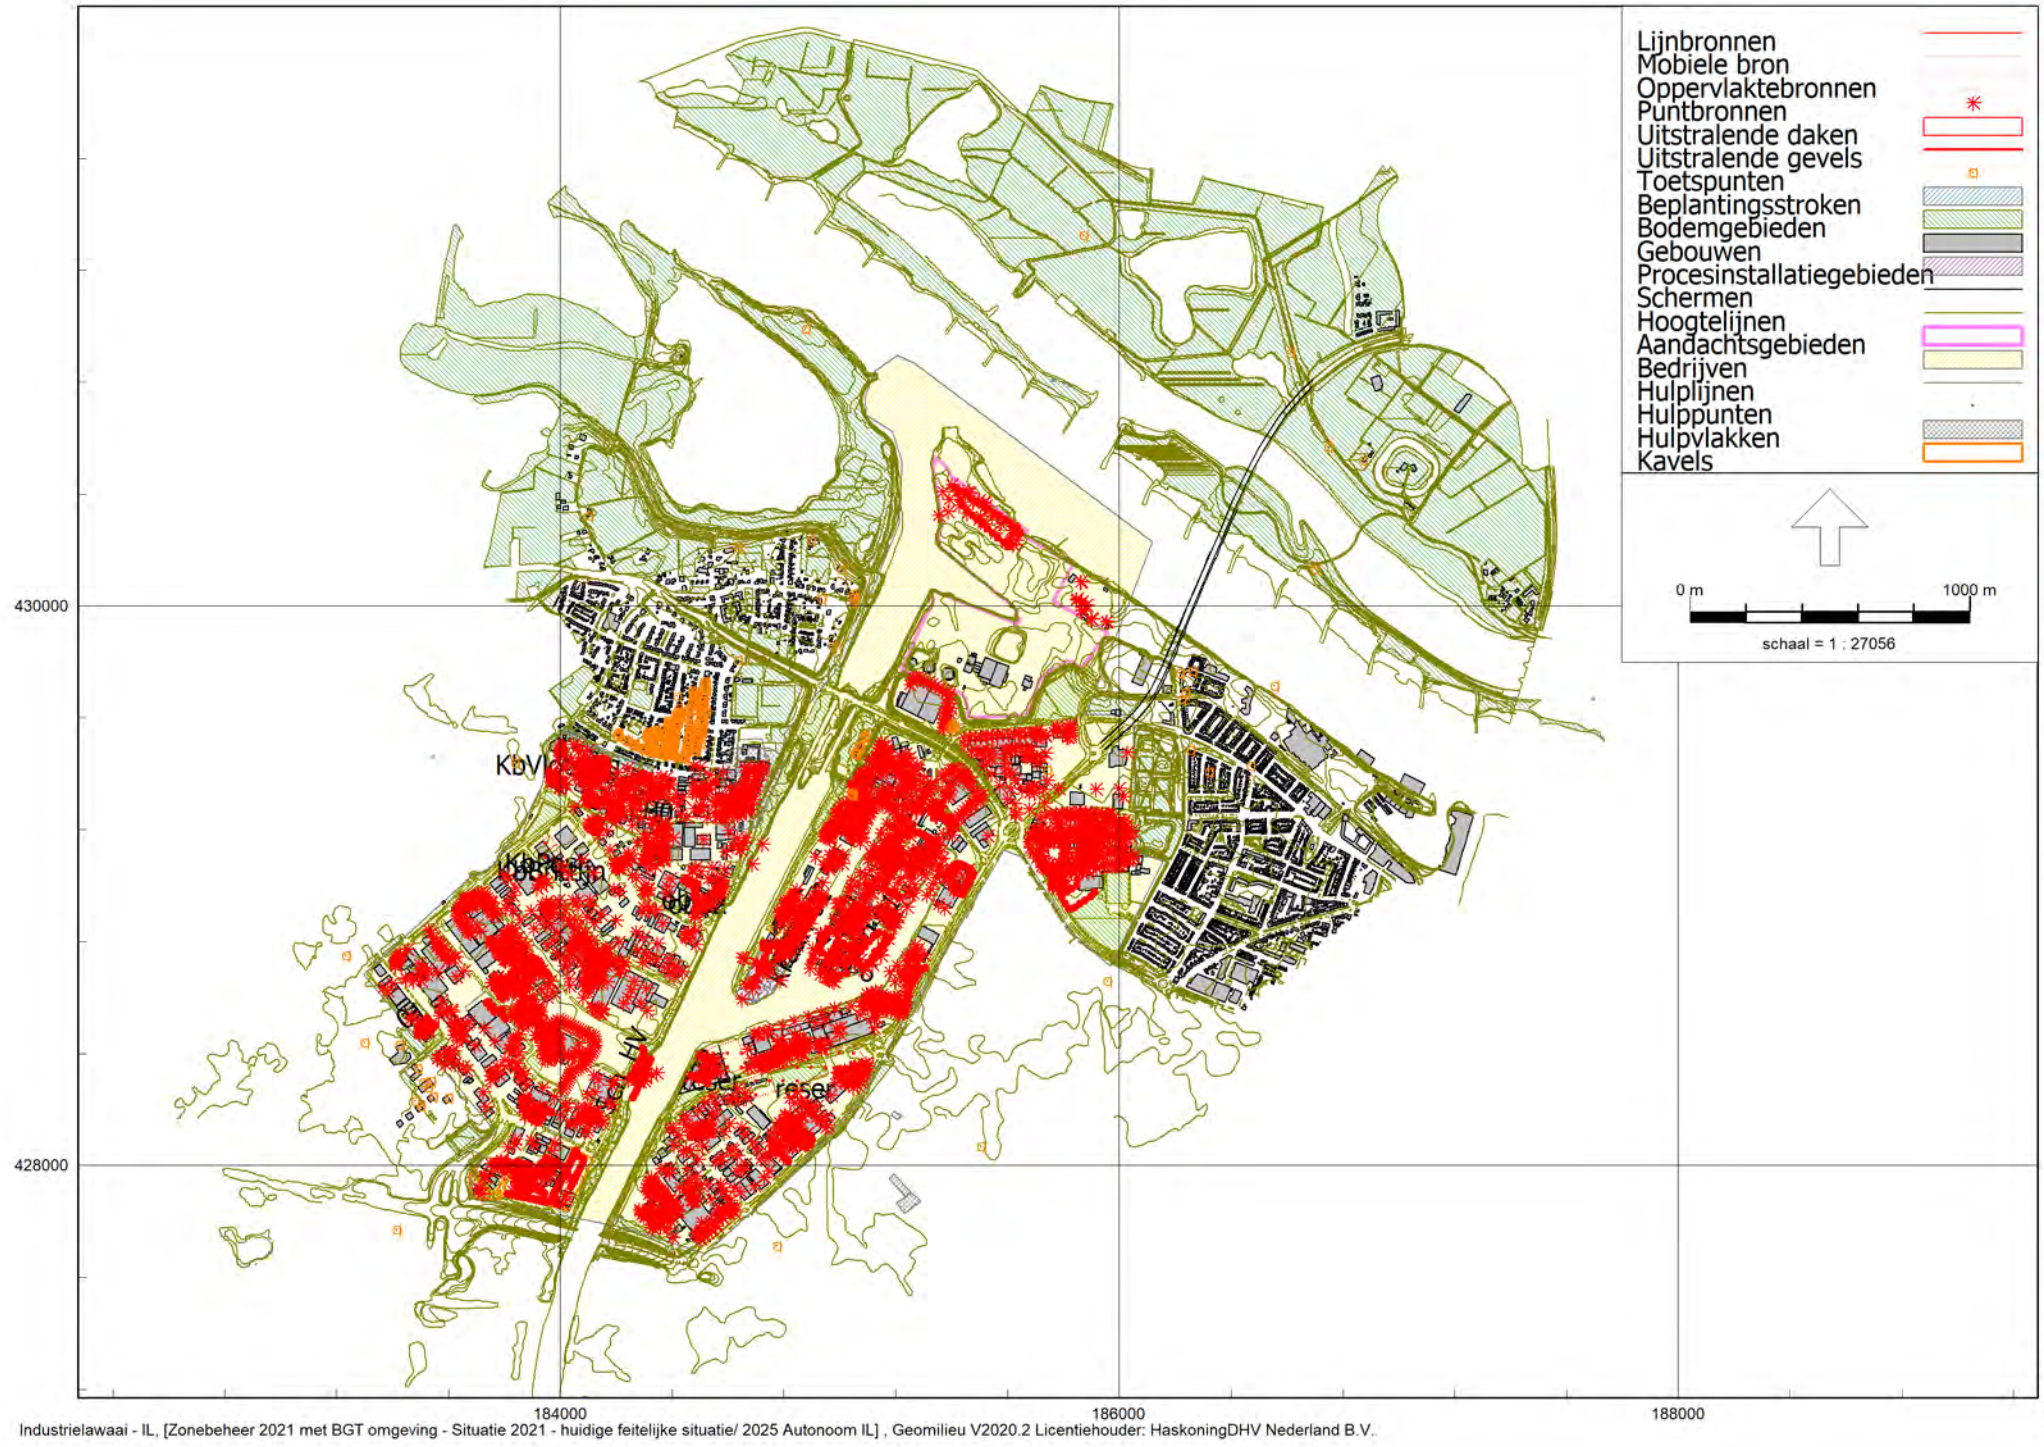 Lijnbronnen
Mobiele bron
Oppervlaktebronnen
Puntbronnen
Uitstralende daken
Uitstralende gevels
Toetspunten
Beplantingsstroken
Bodemgebieden
Gebouwen
Procesinstallatiegebieden
Schermen
Hoogtelijnen
Aandachtsgebieden
Bedrijven
Hulplijnen
Hulppunten
Hulpvlakken
Kavels
0 m 1000 m
schaal = 1 : 27056
430000
HV
reser
428000
184000 186000 188000
Industrielawaai - IL, [Zonebeheer 2021 met BGT omgeving - Situatie 2021 - huidige feitelijke situatie/ 2025 Autonoom IL] , Geomilieu V2020.2 Licentiehouder: HaskoningDHV Nederland B.V.